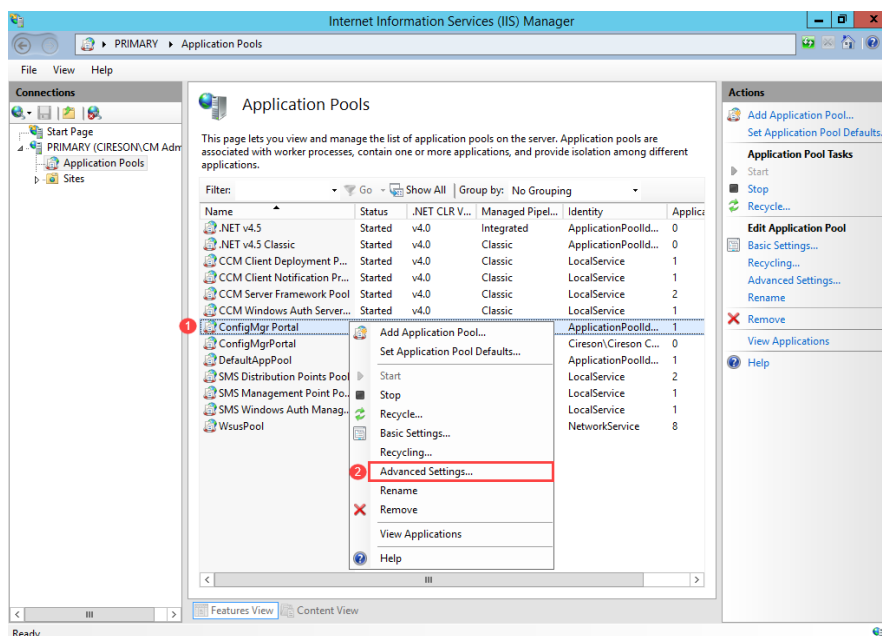 Internet Information Services (IIS) Manager
PRIMARY Application Pools
File View Help
Connections
Start Page
PRIMARY (CIRESON\CM Adm
Application Pools
Sites
Application Pools
This page lets you view and manage the list of application pools on the server. Application pools are
associated with worker processes, contain one or more applications, and provide isolation among different
applications.
Filter: Go Show All Group by: No Grouping
Name Status .NET CLR V... Managed Pipel... Identity Applica
.NET v4.5 Started v4.0 Integrated ApplicationPoolId... 0
.NET v4.5 Classic Started v4.0 Classic ApplicationPoolId... 0
CCM Client Deployment P... Started v4.0 Classic LocalService 1
CCM Client Notification Pr... Started v4.0 Classic LocalService 1
CCM Server Framework Pool Started v4.0 Classic LocalService 2
CCM Windows Auth Server... Started v4.0 Classic LocalService 1
1 ConfigMgr Portal ApplicationPoolId... 1
ConfigMgrPortal Cireson\Cireson C... 0
DefaultAppPool ApplicationPoolId... 1
SMS Distribution Points Pool LocalService 2
SMS Management Point Po... LocalService 1
SMS Windows Auth Manag... LocalService 1
WsusPool NetworkService 8
Add Application Pool...
Set Application Pool Defaults...
Start
Stop
Recycle...
Basic Settings...
Recycling...
2 Advanced Settings...
Rename
Remove
View Applications
Help
Features View Content View
Actions
Add Application Pool...
Set Application Pool Defaults.
Application Pool Tasks
Start
Stop
Recycle...
Edit Application Pool
Basic Settings...
Recycling...
Advanced Settings...
Rename
Remove
View Applications
Help
Ready